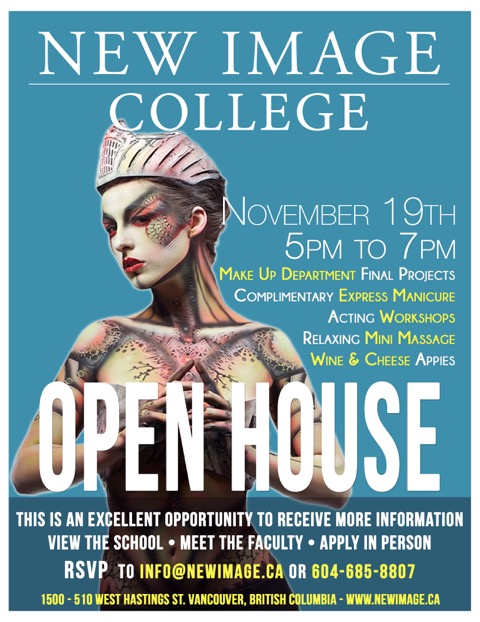 NEW IMAGE
COLLEGE
NOVEMBER 19TH
5PM TO 7PM
MAKE UP DEPARTMENT FINAL PROJECTS
COMPLIMENTARY EXPRESS MANICURE
ACTING WORKSHOPS
RELAXING MINI MASSAGE
WINE & CHEESE APPIES
OPEN HOUSE
THIS IS AN EXCELLENT OPPORTUNITY TO RECEIVE MORE INFORMATION
VIEW THE SCHOOL • MEET THE FACULTY • APPLY IN PERSON
RSVP TO INFO@NEWIMAGE.CA OR 604-685-8807
1500 - 510 WEST HASTINGS ST. VANCOUVER, BRITISH COLUMBIA - WWW.NEWIMAGE.CA